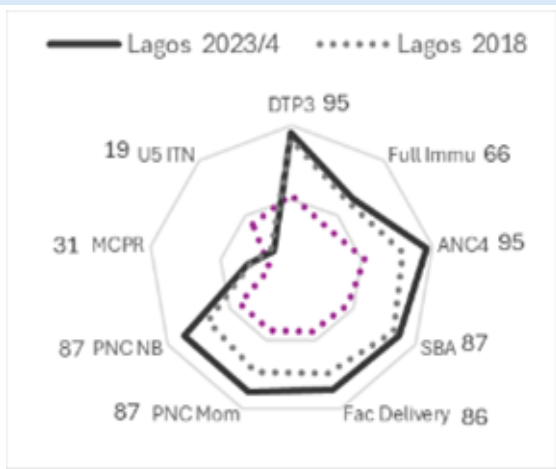 Lagos 2023/4 Lagos 2018
DTP3 95
19 U5 ITN Full Immu 66
31 MCPR ANC4 95
87 PNC NB SBA 87
87 PNC Mom Fac Delivery 86